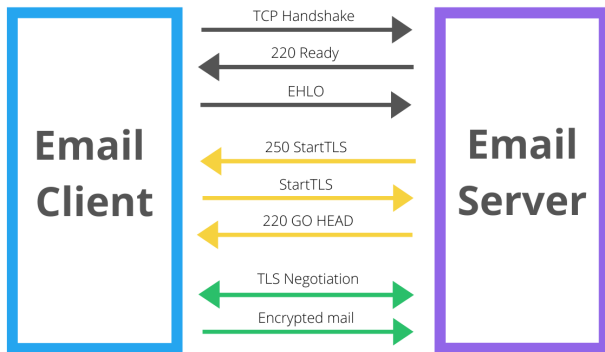 TCP Handshake
220 Ready
EHLO
Email
Client
250 StartTLS
StartTLS
220 GO HEAD
Email
Server
TLS Negotiation
Encrypted mail